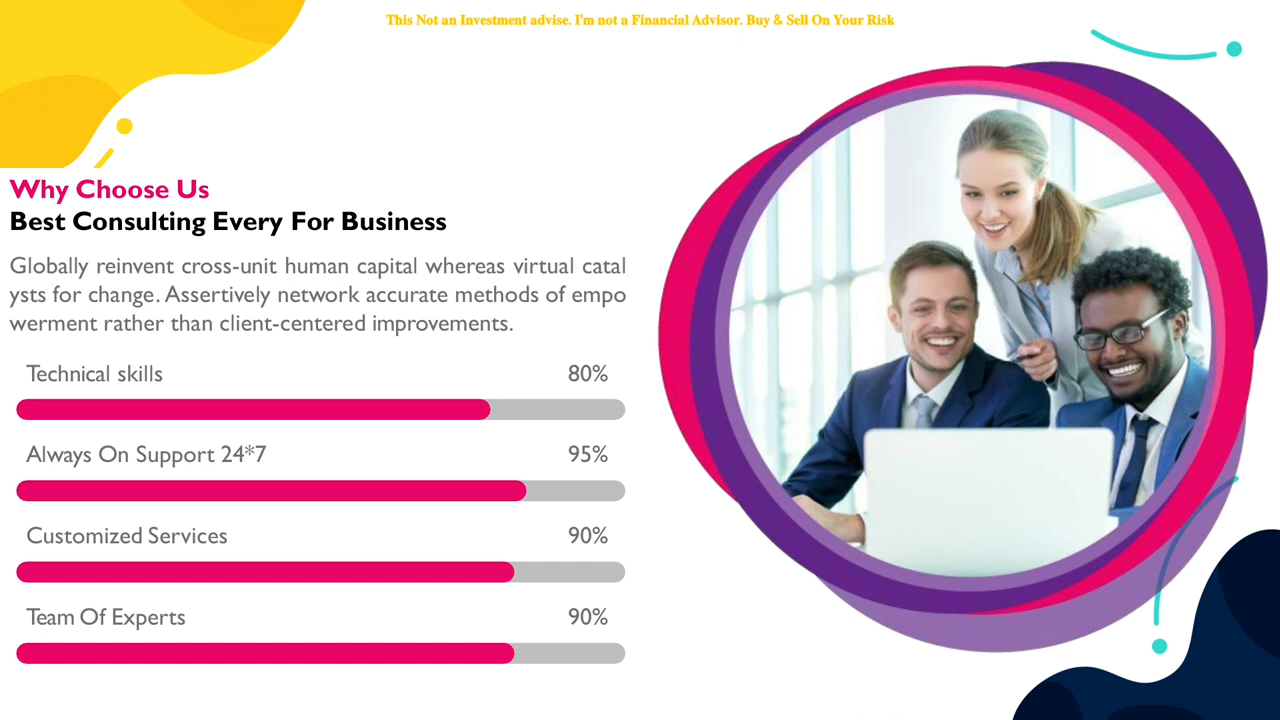 This Not an Investment advise. I'm not a Financial Advisor. Buy & Sell On Your Risk
Why Choose Us
Best Consulting Every For Business
Globally reinvent cross-unit human capital whereas virtual catal
ysts for change. Assertively network accurate methods of empo
werment rather than client-centered improvements.
Technical skills 80%
Always On Support 24*7 95%
Customized Services 90%
Team Of Experts 90%